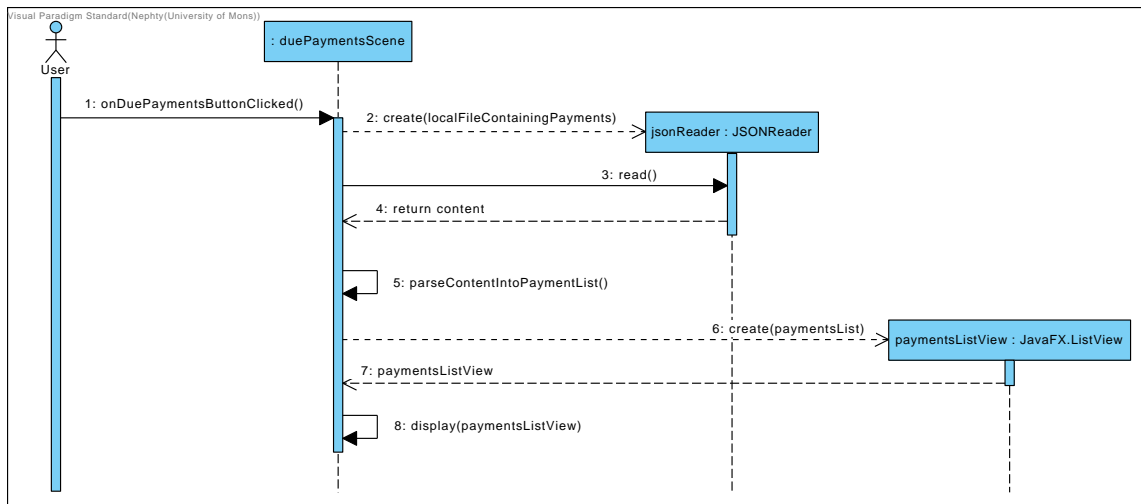 Visual Paradigm Standard(Nephty(University of Mons))
: duePaymentsScene
User
1: onDuePaymentsButtonClicked()
2: create(localFileContainingPayments)
jsonReader : JSONReader
3: read()
4: return content
5: parseContentIntoPaymentList()
6: create(paymentsList)
paymentsListView : JavaFX.ListView
7: paymentsListView
8: display(paymentsListView)